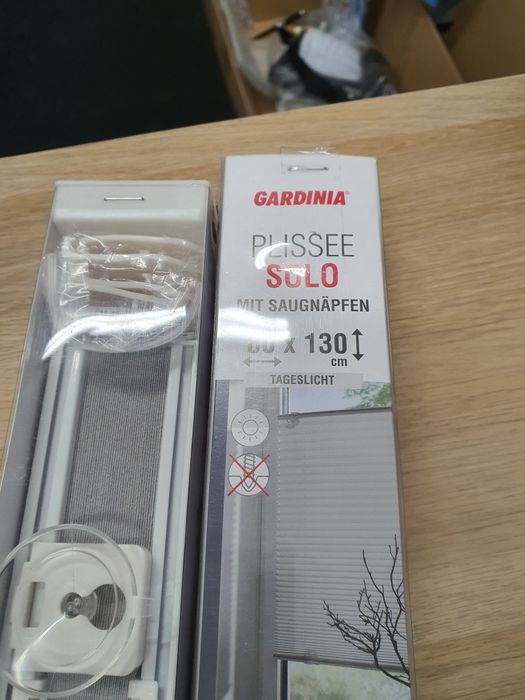 GARDINIA®
PLISSEE
SOLO
MIT SAUGNÄPFEN
x 130
cm
TAGESLICHT